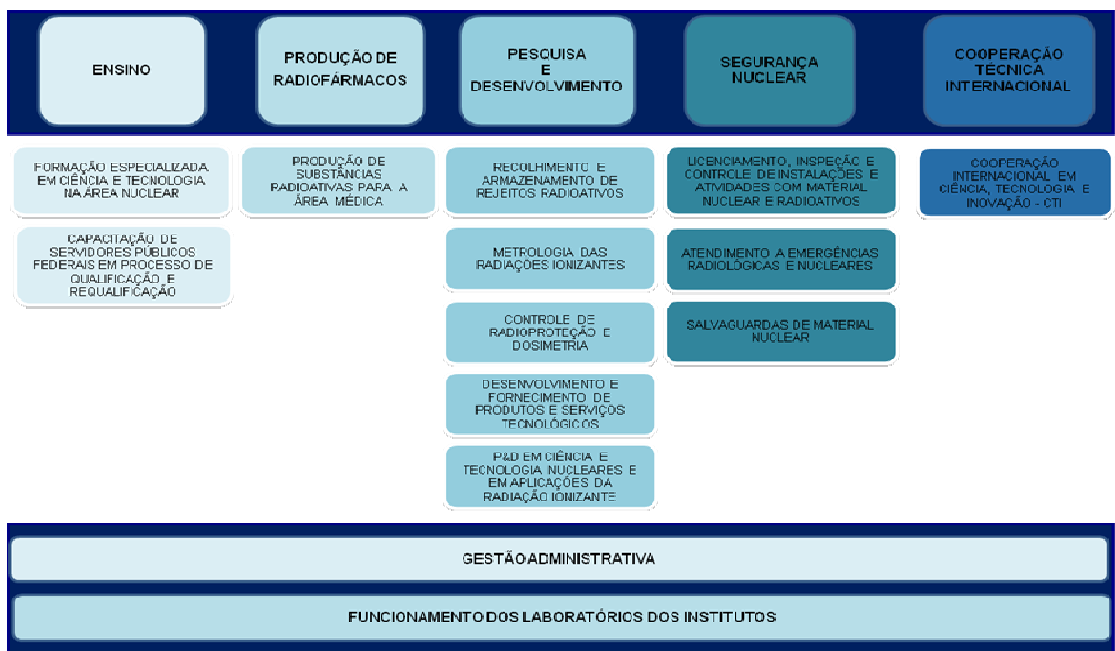 ENSINO
PRODUÇÃO DE
RADIOFÁRMACOS
PESQUISA
E
DESENVOLVIMENTO
SEGURANÇA
NUCLEAR
COOPERAÇÃO
TÉCNICA
INTERNACIONAL
FORMAÇÃO ESPECIALIZADA
EM CIÊNCIA E TECNOLOGIA
NA ÁREA NUCLEAR
CAPACITAÇÃO DE
SERVIDORES PÚBLICOS
FEDERAIS EM PROCESSO DE
QUALIFICAÇÃO E
REQUALIFICAÇÃO
PRODUÇÃO DE
SUBSTÂNCIAS
RADIOATIVAS PARA A
ÁREA MÉDICA
RECOLHIMENTO E
ARMAZENAMENTO DE
REJEITOS RADIOATIVOS
METROLOGIA DAS
RADIAÇÕES IONIZANTES
CONTROLE DE
RADIOPROTEÇÃO E
DOSIMETRIA
DESENVOLVIMENTO E
FORNECIMENTO DE
PRODUTOS E SERVIÇOS
TECNOLÓGICOS
P&D EM CIÊNCIA E
TECNOLOGIA NUCLEARES E
EM APLICAÇÕES DA
RADIAÇÃO IONIZANTE
LICENCIAMENTO, INSPEÇÃO E
CONTROLE DE INSTALAÇÕES E
ATIVIDADES COM MATERIAL
NUCLEAR E RADIOATIVOS
ATENDIMENTO A EMERGÊNCIAS
RADIOLÓGICAS E NUCLEARES
SALVAGUARDAS DE MATERIAL
NUCLEAR
COOPERAÇÃO
INTERNACIONAL EM
CIÊNCIA, TECNOLOGIA E
INOVAÇÃO - CTI
GESTÃO ADMINISTRATIVA
FUNCIONAMENTO DOS LABORATÓRIOS DOS INSTITUTOS